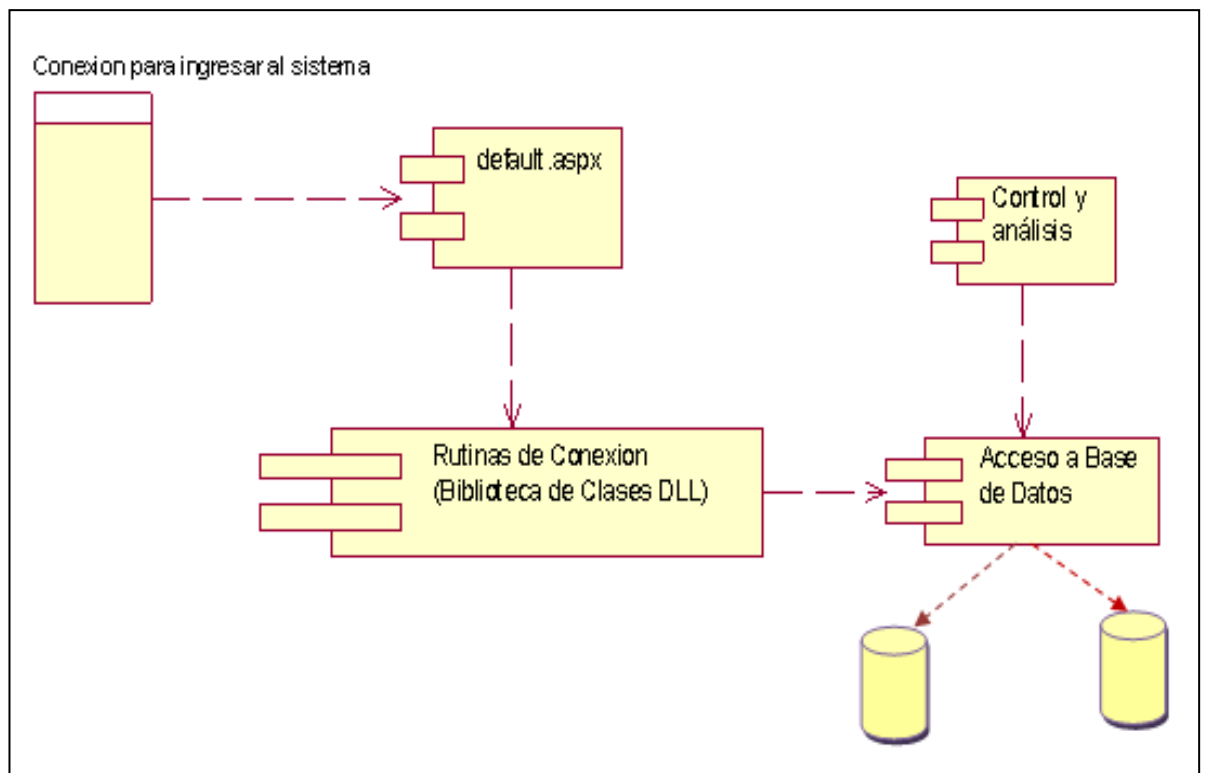 Conexion para ingresar al sistema
default.aspx
Control y
análisis
Rutinas de Conexion
(Biblioteca de Clases DLL)
Acceso a Base
de Datos